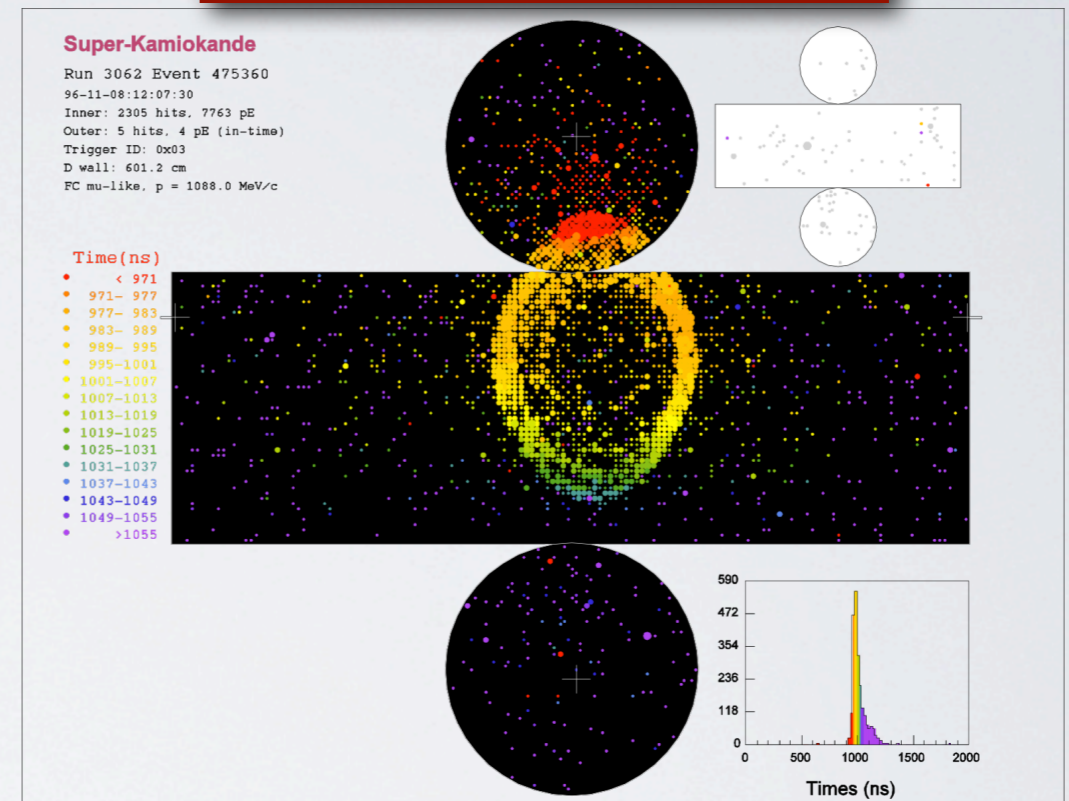 Super-Kamiokande
Run 3062 Event 475360
96-11-08:12:07:30
Inner: 2305 hits, 7763 pE
Outer: 5 hits, 4 pE (in-time)
Trigger ID: 0x03
D wall: 601.2 cm
FC mu-like, p = 1088.0 MeV/c
Time(ns)
< 971
971- 977
977- 983
983- 989
989- 995
995-1001
1001-1007
1007-1013
1013-1019
1019-1025
1025-1031
1031-1037
1037-1043
1043-1049
1049-1055
>1055
590
472
354
236
118
0
0 500 1000 1500 2000
Times (ns)